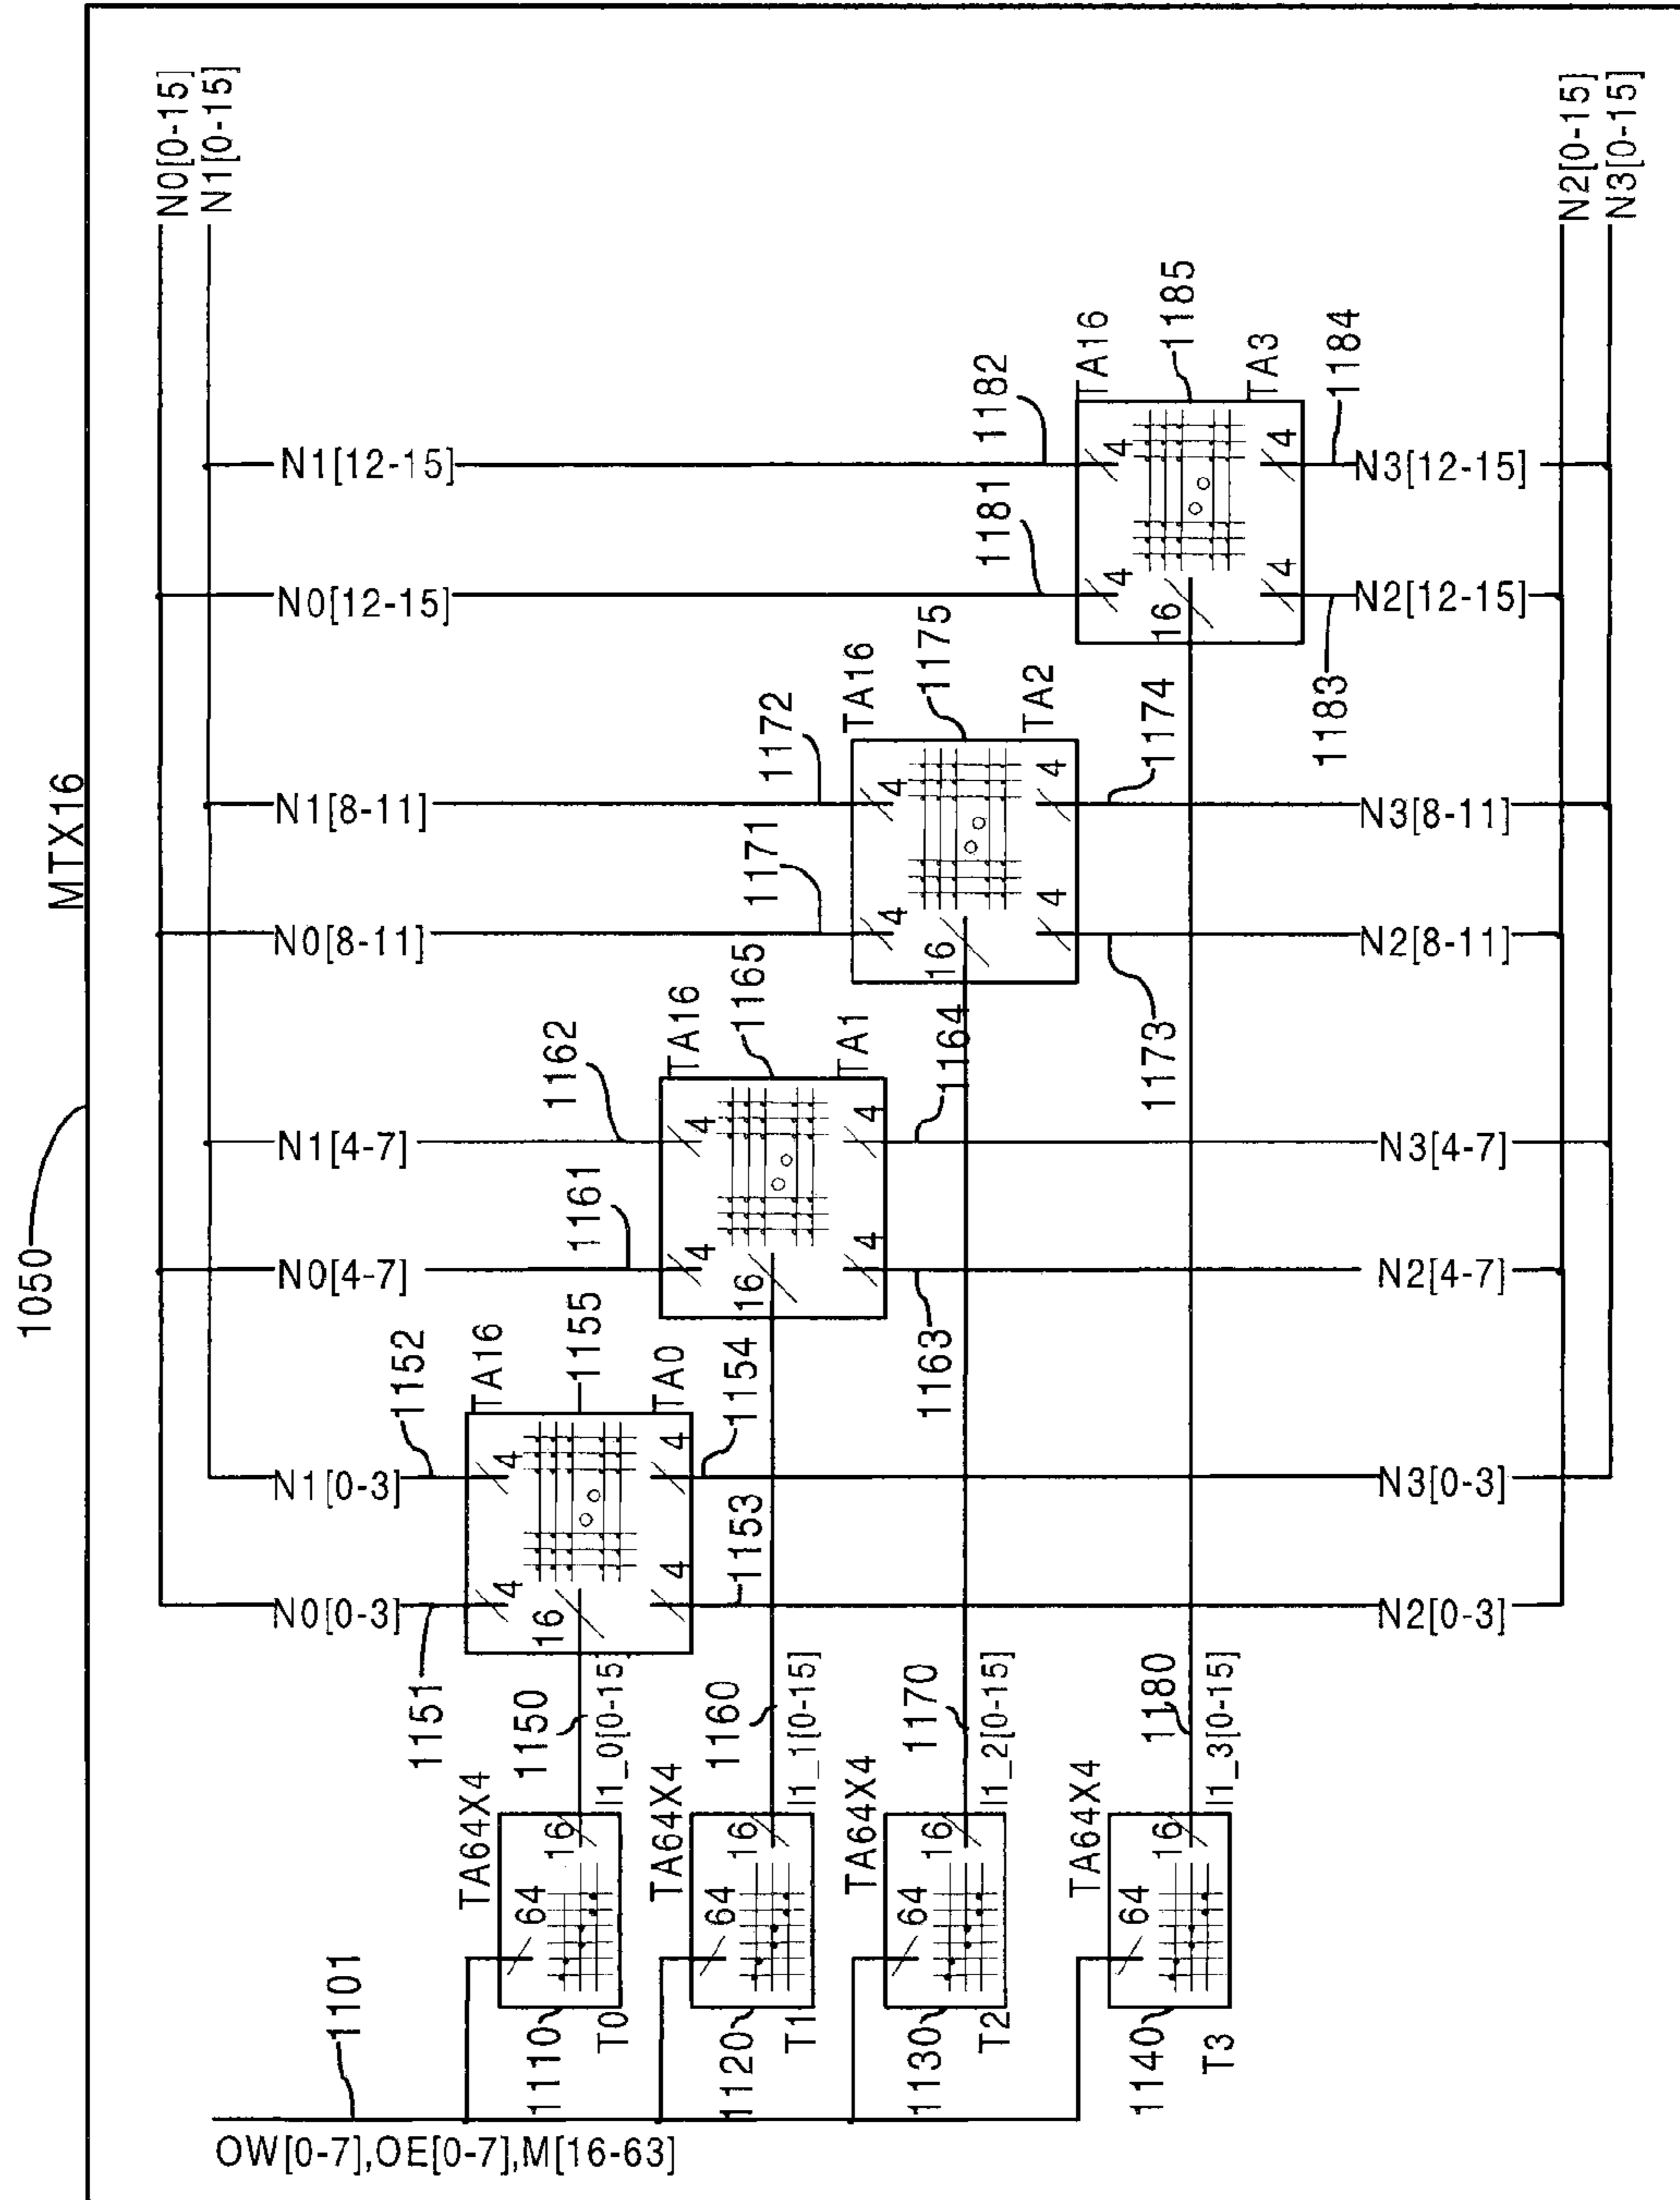 1050
MTX16
N0[0-15]
N1[0-15]
N0[0-3]
N1[0-3]
N0[4-7]
N1[4-7]
N0[8-11]
N1[8-11]
N0[12-15]
N1[12-15]
1101
OW[0-7],OE[0-7],M[16-63]
1151
1152
TA16
4
4
16
1155
4
4
TA0
1153
1154
1161
1162
TA16
4
4
16
1165
4
4
TA1
1163
1164
1171
1172
TA16
4
4
16
1175
4
4
TA2
1173
1174
1181
1182
TA16
4
4
16
1185
4
4
TA3
1183
1184
TA64X4
64
16
1110
T0
1150
I1_0[0-15]
TA64X4
64
16
1120
T1
1160
I1_1[0-15]
TA64X4
64
16
1130
T2
1170
I1_2[0-15]
TA64X4
64
16
1140
T3
1180
I1_3[0-15]
N2[0-3]
N3[0-3]
N2[4-7]
N3[4-7]
N2[8-11]
N3[8-11]
N2[12-15]
N3[12-15]
N2[0-15]
N3[0-15]